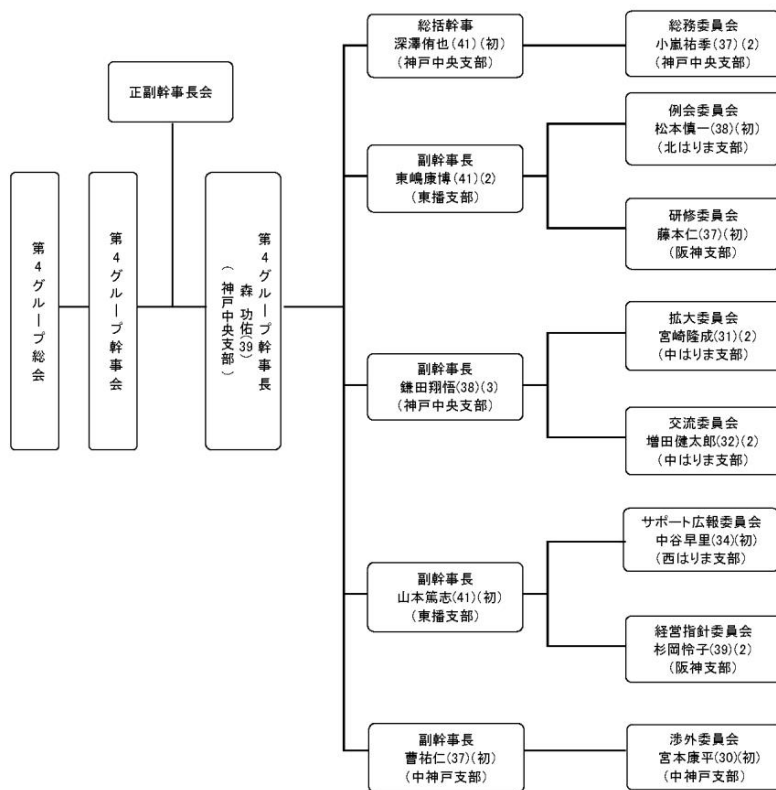 正副幹事長会
第4グループ総会
第4グループ幹事会
第4グループ幹事長
森 功佑(39)
(神戸中央支部)
総括幹事
深澤侑也(41)(初)
(神戸中央支部)
総務委員会
小嵐祐季(37)(2)
(神戸中央支部)
副幹事長
東嶋康博(41)(2)
(東播支部)
例会委員会
松本慎一(38)(初)
(北はりま支部)
研修委員会
藤本仁(37)(初)
(阪神支部)
副幹事長
鎌田翔悟(38)(3)
(神戸中央支部)
拡大委員会
宮崎隆成(31)(2)
(中はりま支部)
交流委員会
増田健太郎(32)(2)
(中はりま支部)
副幹事長
山本篤志(41)(初)
(東播支部)
サポート広報委員会
中谷早里(34)(初)
(西はりま支部)
経営指針委員会
杉岡怜子(39)(2)
(阪神支部)
副幹事長
曹祐仁(37)(初)
(中神戸支部)
渉外委員会
宮本康平(30)(初)
(中神戸支部)